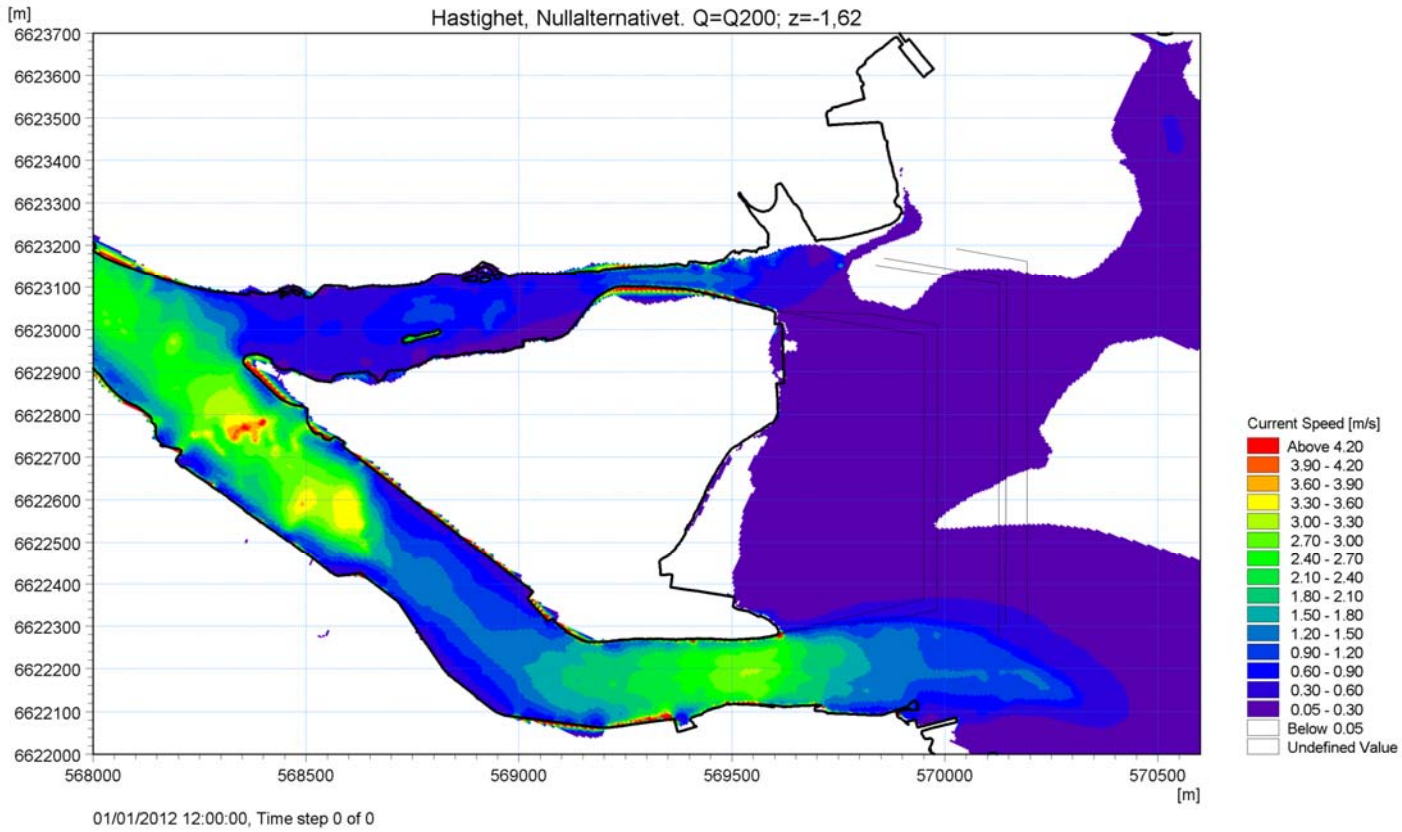 [m]
Hastighet, Nullalternativet. Q=Q200; z=-1,62
6623700
6623600
6623500
6623400
6623300
6623200
6623100
6623000
6622900
6622800
6622700
6622600
6622500
6622400
6622300
6622200
6622100
6622000
568000
568500
569000
569500
570000
570500
[m]
Current Speed [m/s]
Above 4.20
3.90 - 4.20
3.60 - 3.90
3.30 - 3.60
3.00 - 3.30
2.70 - 3.00
2.40 - 2.70
2.10 - 2.40
1.80 - 2.10
1.50 - 1.80
1.20 - 1.50
0.90 - 1.20
0.60 - 0.90
0.30 - 0.60
0.05 - 0.30
Below 0.05
Undefined Value
01/01/2012 12:00:00, Time step 0 of 0